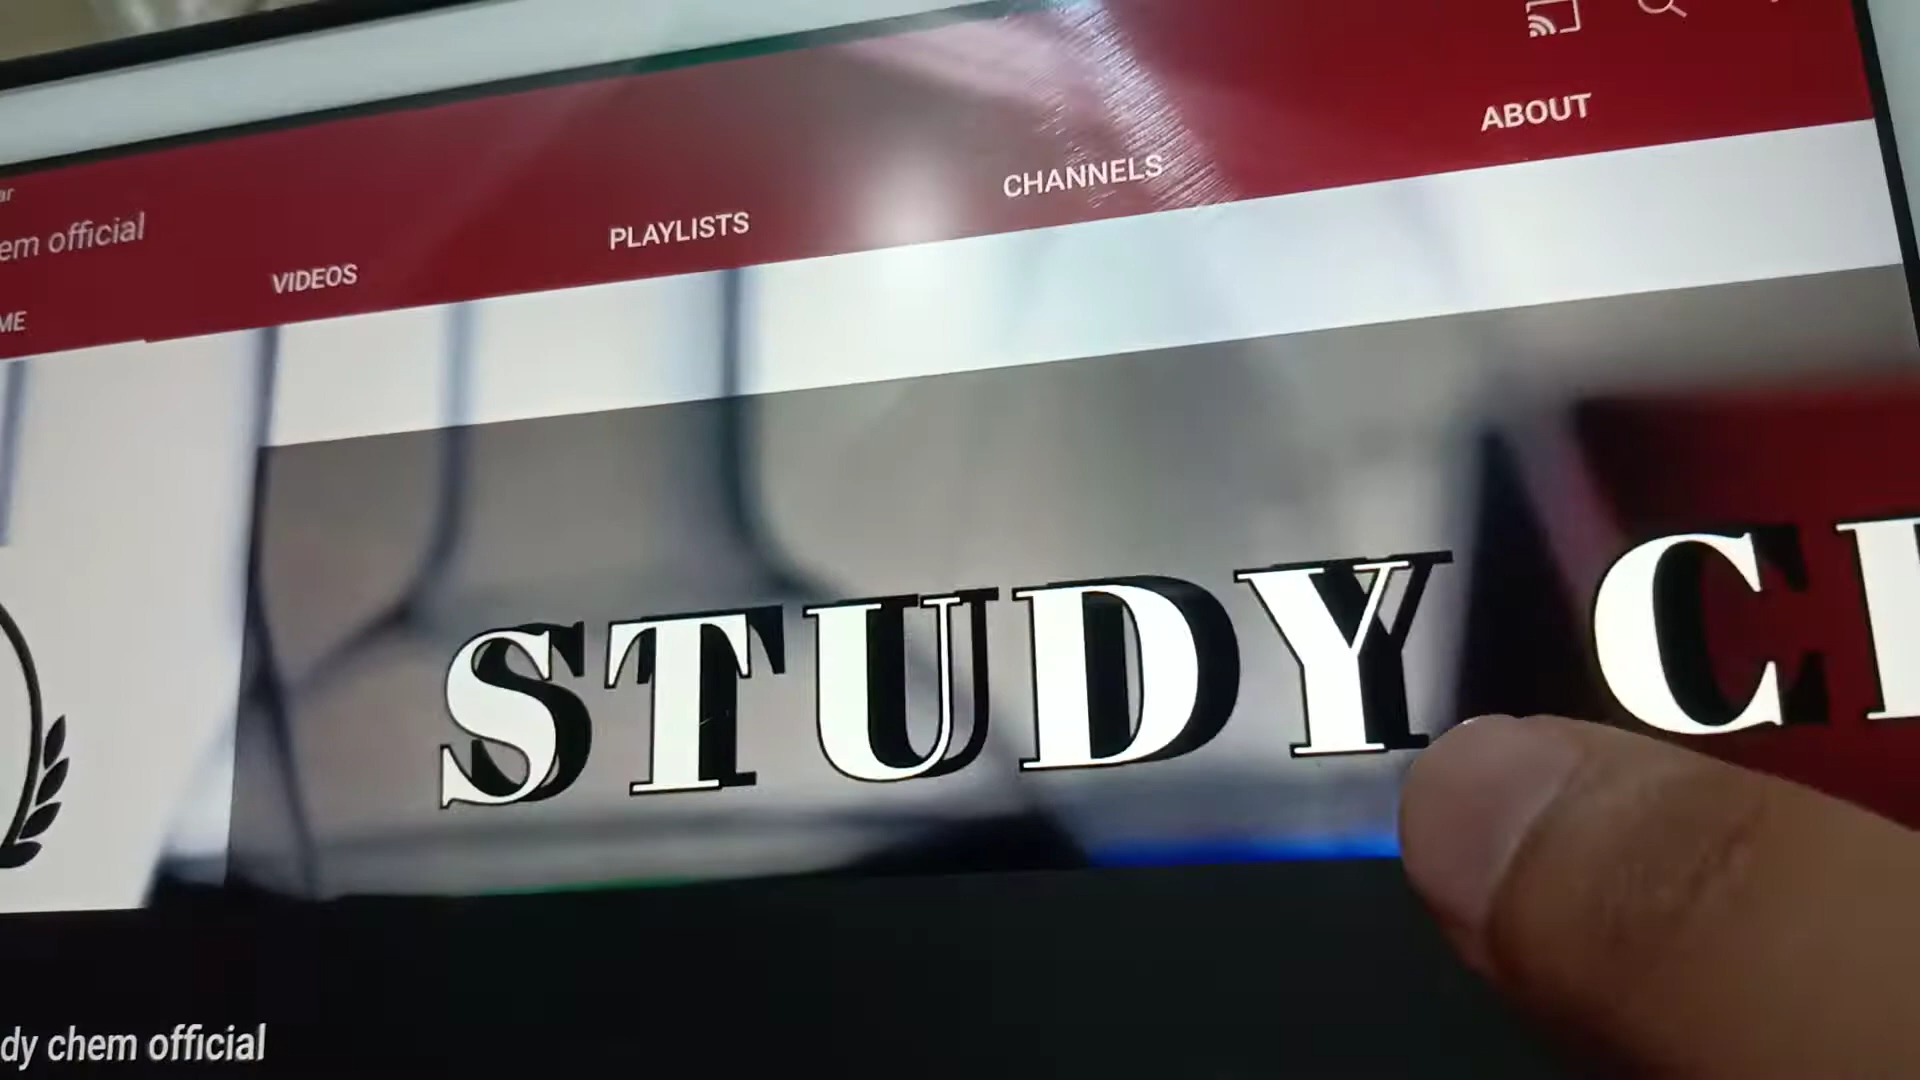 em official
ME VIDEOS PLAYLISTS CHANNELS ABOUT
STUDY C
dy chem official